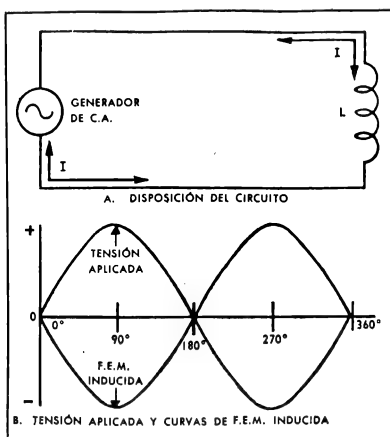 I
GENERADOR
DE C.A.
L
I
A. DISPOSICIÓN DEL CIRCUITO
+
TENSIÓN
APLICADA
0
0° 90° 180° 270° 360°
F.E.M.
INDUCIDA
−
B. TENSIÓN APLICADA Y CURVAS DE F.E.M. INDUCIDA